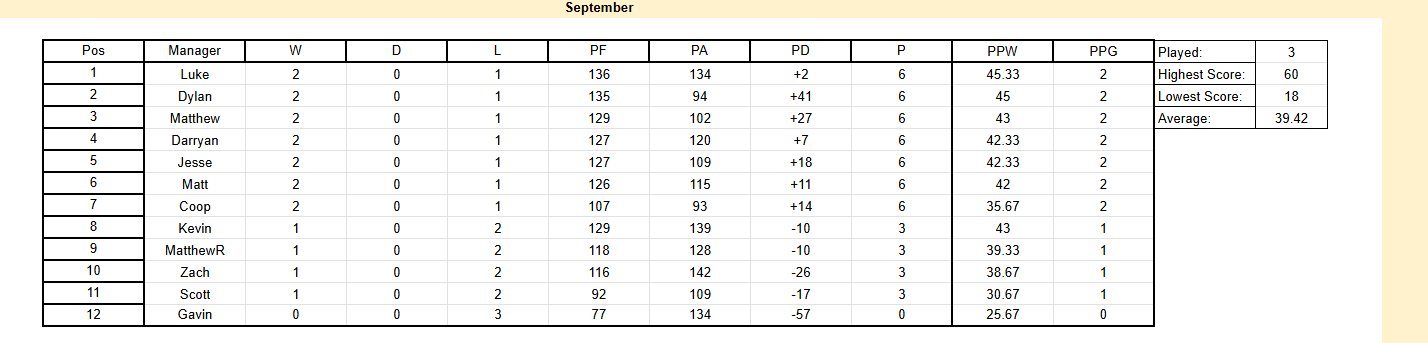 September
Pos Manager W D L PF PA PD P PPW PPG Played: 3
1 Luke 2 0 1 136 134 +2 6 45.33 2 Highest Score: 60
2 Dylan 2 0 1 135 94 +41 6 45 2 Lowest Score: 18
3 Matthew 2 0 1 129 102 +27 6 43 2 Average: 39.42
4 Darryan 2 0 1 127 120 +7 6 42.33 2
5 Jesse 2 0 1 127 109 +18 6 42.33 2
6 Matt 2 0 1 126 115 +11 6 42 2
7 Coop 2 0 1 107 93 +14 6 35.67 2
8 Kevin 1 0 2 129 139 -10 3 43 1
9 MatthewR 1 0 2 118 128 -10 3 39.33 1
10 Zach 1 0 2 116 142 -26 3 38.67 1
11 Scott 1 0 2 92 109 -17 3 30.67 1
12 Gavin 0 0 3 77 134 -57 0 25.67 0